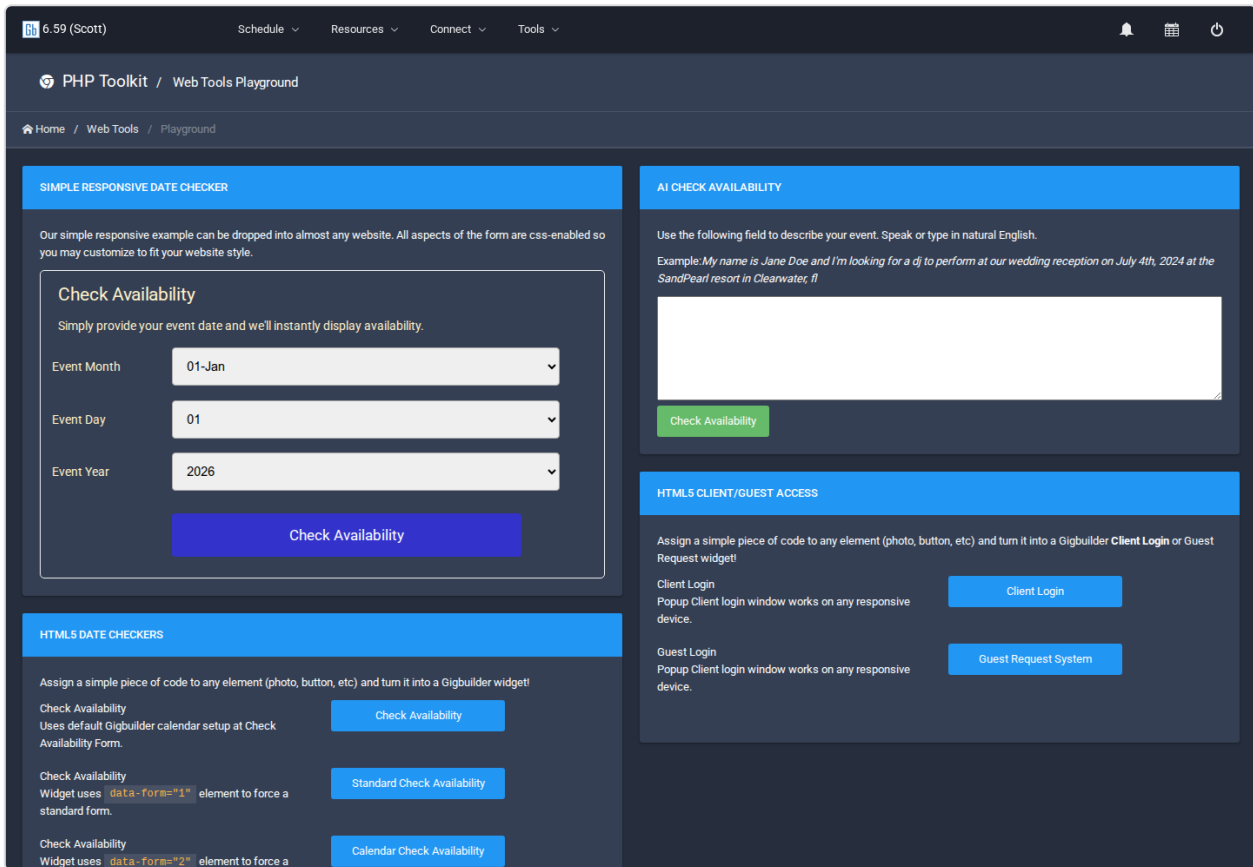 Gb 6.59 (Scott)
Schedule
Resources
Connect
Tools
PHP Toolkit / Web Tools Playground
Home / Web Tools / Playground
SIMPLE RESPONSIVE DATE CHECKER
Our simple responsive example can be dropped into almost any website. All aspects of the form are css-enabled so
you may customize to fit your website style.
Check Availability
Simply provide your event date and we'll instantly display availability.
Event Month
01-Jan
Event Day
01
Event Year
2026
Check Availability
HTML5 DATE CHECKERS
Assign a simple piece of code to any element (photo, button, etc) and turn it into a Gigbuilder widget!
Check Availability
Uses default Gigbuilder calendar setup at Check
Availability Form.
Check Availability
Check Availability
Widget uses data-form="1" element to force a
standard form.
Standard Check Availability
Check Availability
Widget uses data-form="2" element to force a
Calendar Check Availability
AI CHECK AVAILABILITY
Use the following field to describe your event. Speak or type in natural English.
Example:My name is Jane Doe and I'm looking for a dj to perform at our wedding reception on July 4th, 2024 at the
SandPearl resort in Clearwater, fl
Check Availability
HTML5 CLIENT/GUEST ACCESS
Assign a simple piece of code to any element (photo, button, etc) and turn it into a Gigbuilder Client Login or Guest
Request widget!
Client Login
Popup Client login window works on any responsive
device.
Client Login
Guest Login
Popup Client login window works on any responsive
device.
Guest Request System